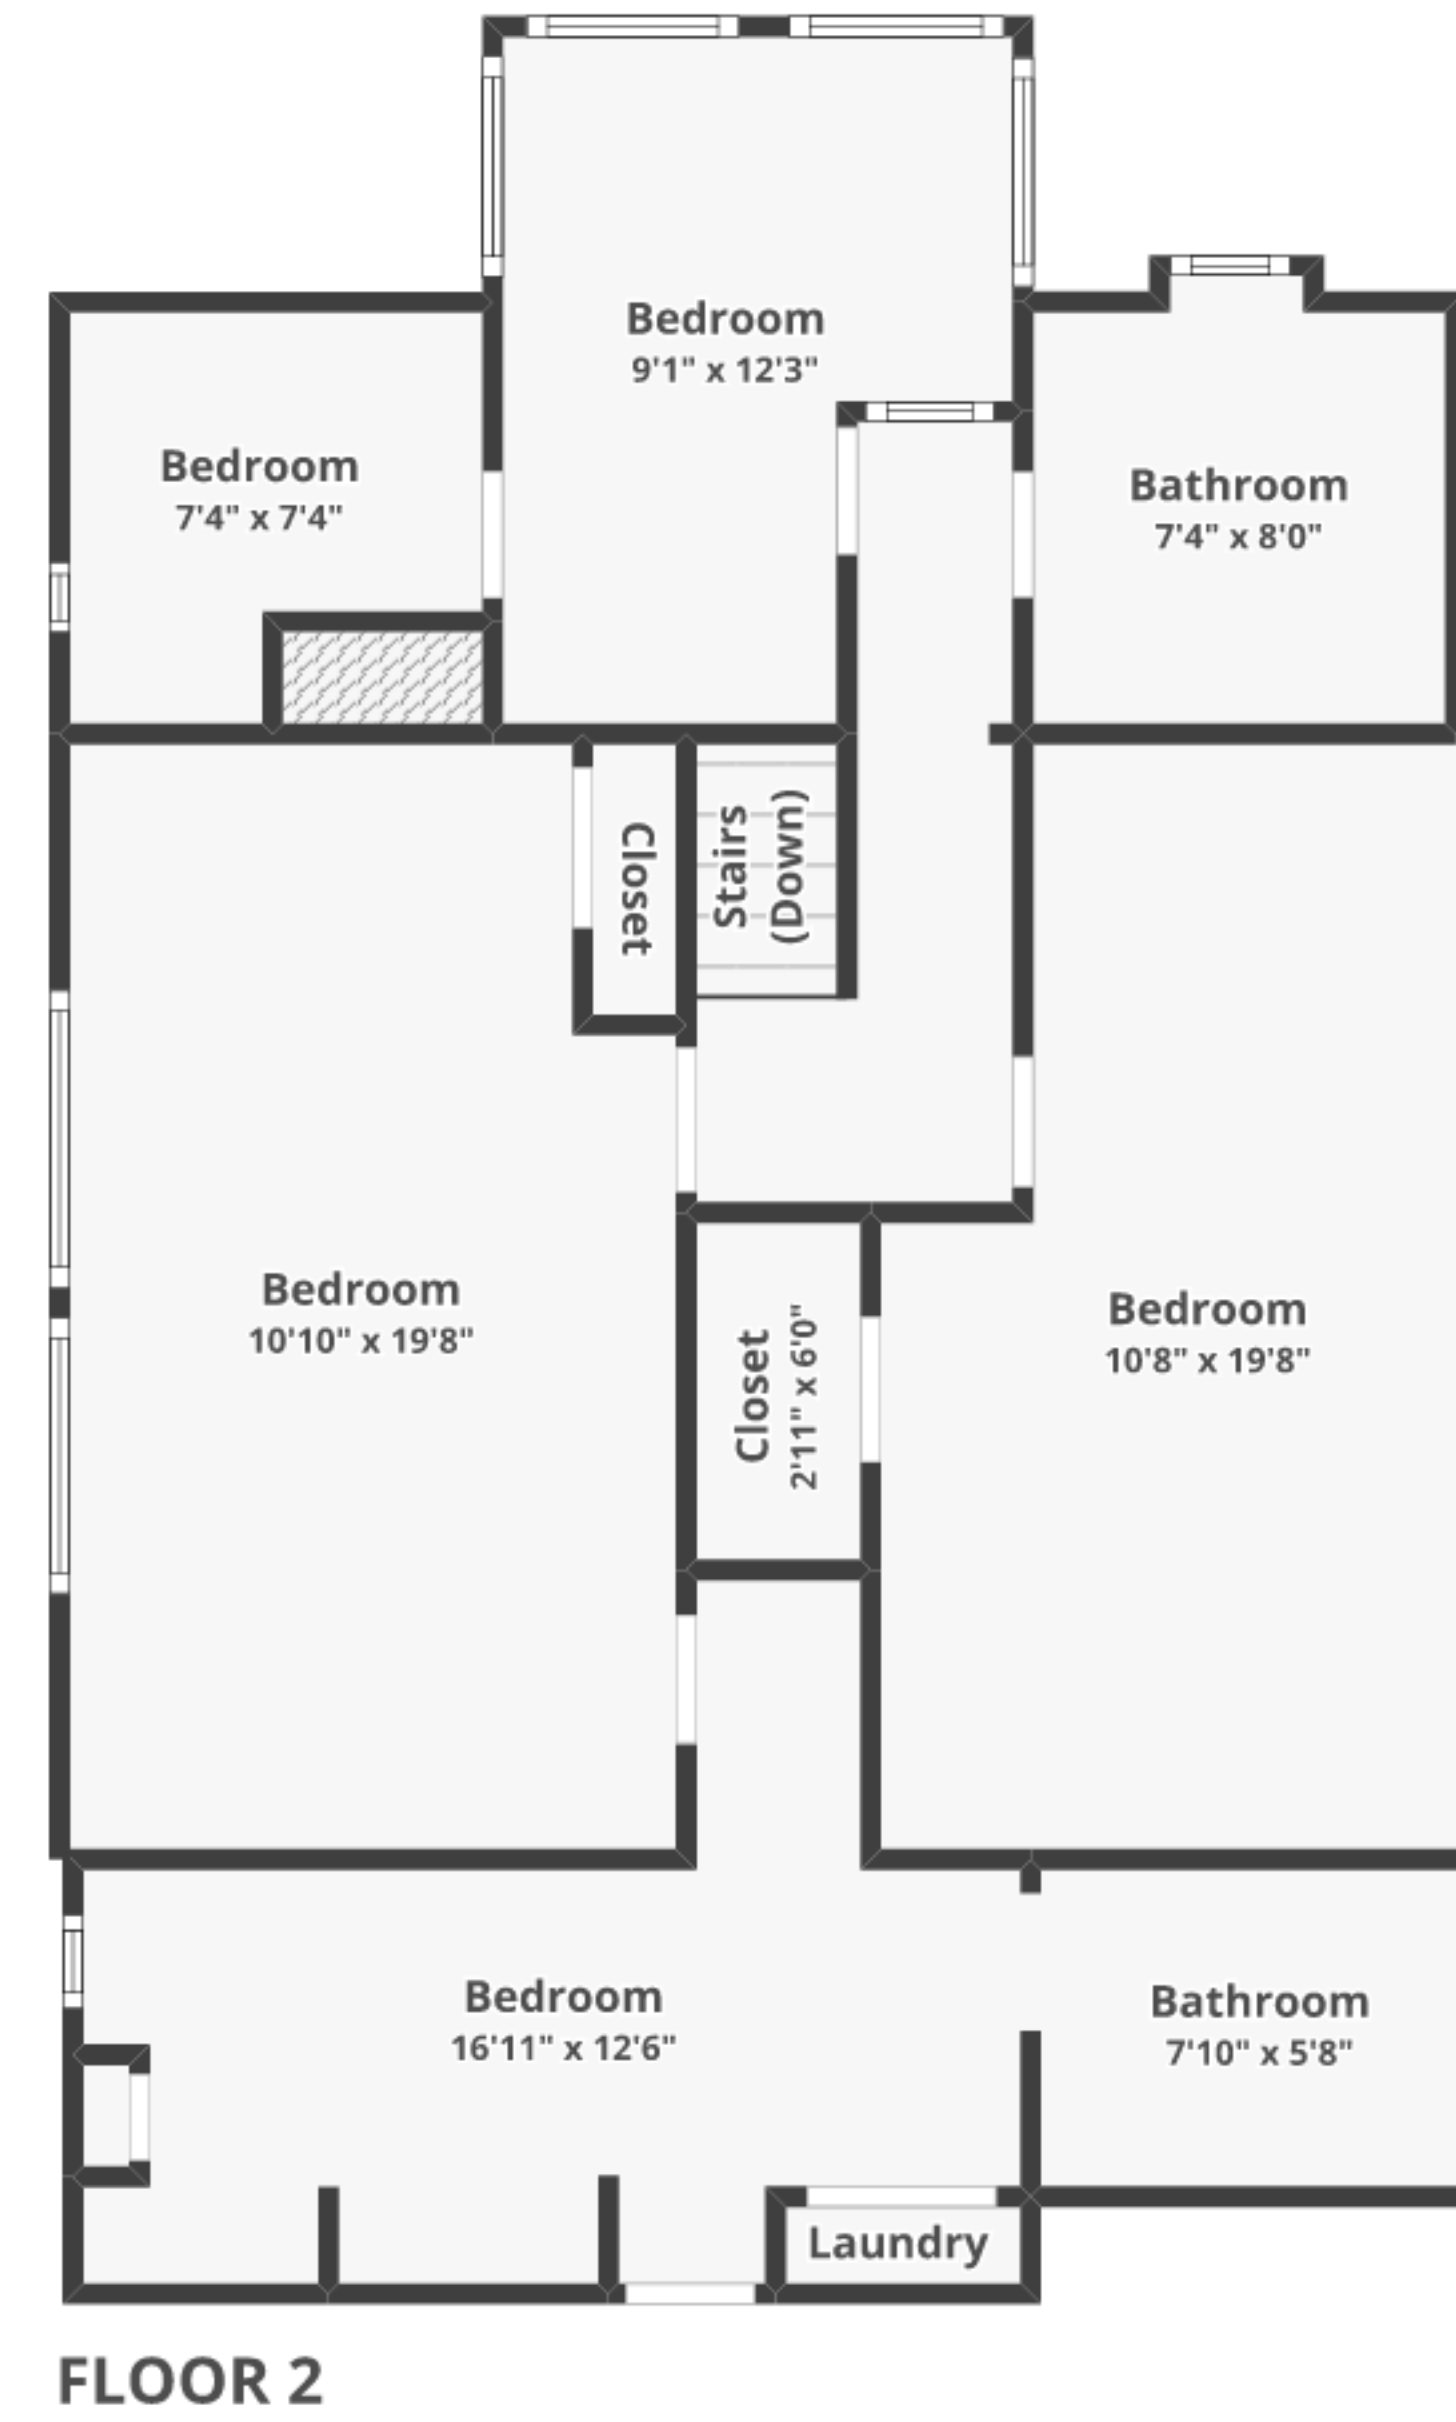 Bedroom
9'1" x 12'3"
Bedroom
7'4" x 7'4"
Bathroom
7'4" x 8'0"
Closet
Stairs
(Down)
Bedroom
10'10" x 19'8"
Closet
2'11" x 6'0"
Bedroom
10'8" x 19'8"
Bedroom
16'11" x 12'6"
Bathroom
7'10" x 5'8"
Laundry
FLOOR 2